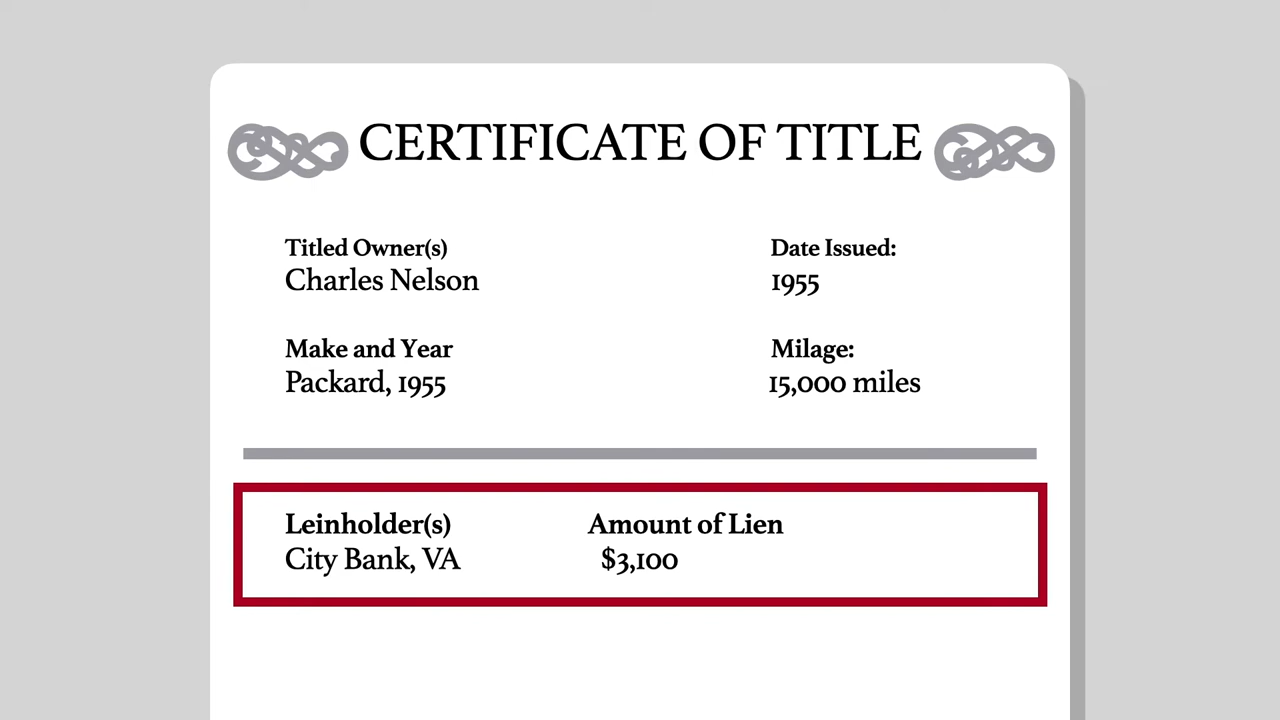 CERTIFICATE OF TITLE
Titled Owner(s)
Charles Nelson
Date Issued:
1955
Make and Year
Packard, 1955
Milage:
15,000 miles
Leinholder(s)
City Bank, VA
Amount of Lien
$3,100